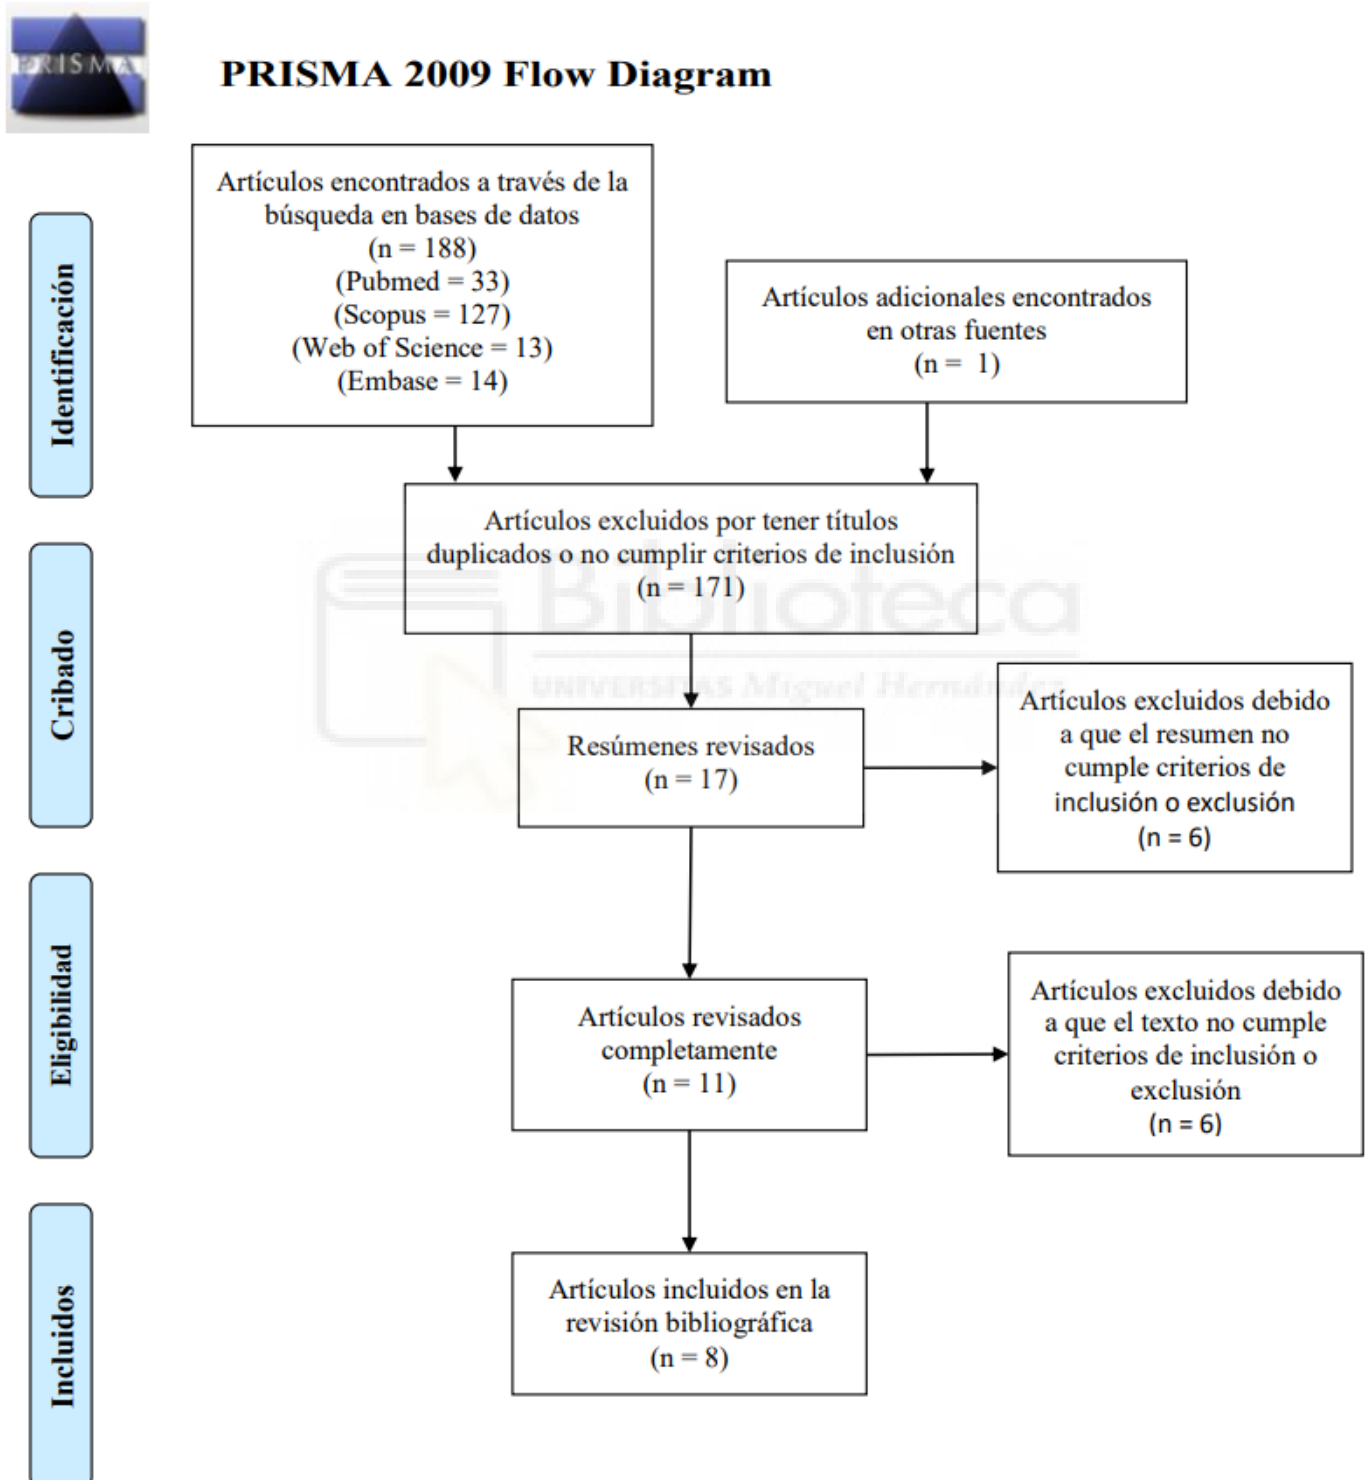 PRISMA
PRISMA 2009 Flow Diagram
Artículos encontrados a través de la
búsqueda en bases de datos
(n = 188)
(Pubmed = 33)
(Scopus = 127)
(Web of Science = 13)
(Embase = 14)
Artículos adicionales encontrados
en otras fuentes
(n = 1)
Identificación
Artículos excluidos por tener títulos
duplicados o no cumplir criterios de inclusión
(n = 171)
Biblioteca
UNIVERSITAS Miguel Hernández
Cribado
Resúmenes revisados
(n = 17)
Artículos excluidos debido
a que el resumen no
cumple criterios de
inclusión o exclusión
(n = 6)
Eligibilidad
Artículos revisados
completamente
(n = 11)
Artículos excluidos debido
a que el texto no cumple
criterios de inclusión o
exclusión
(n = 6)
Incluidos
Artículos incluidos en la
revisión bibliográfica
(n = 8)